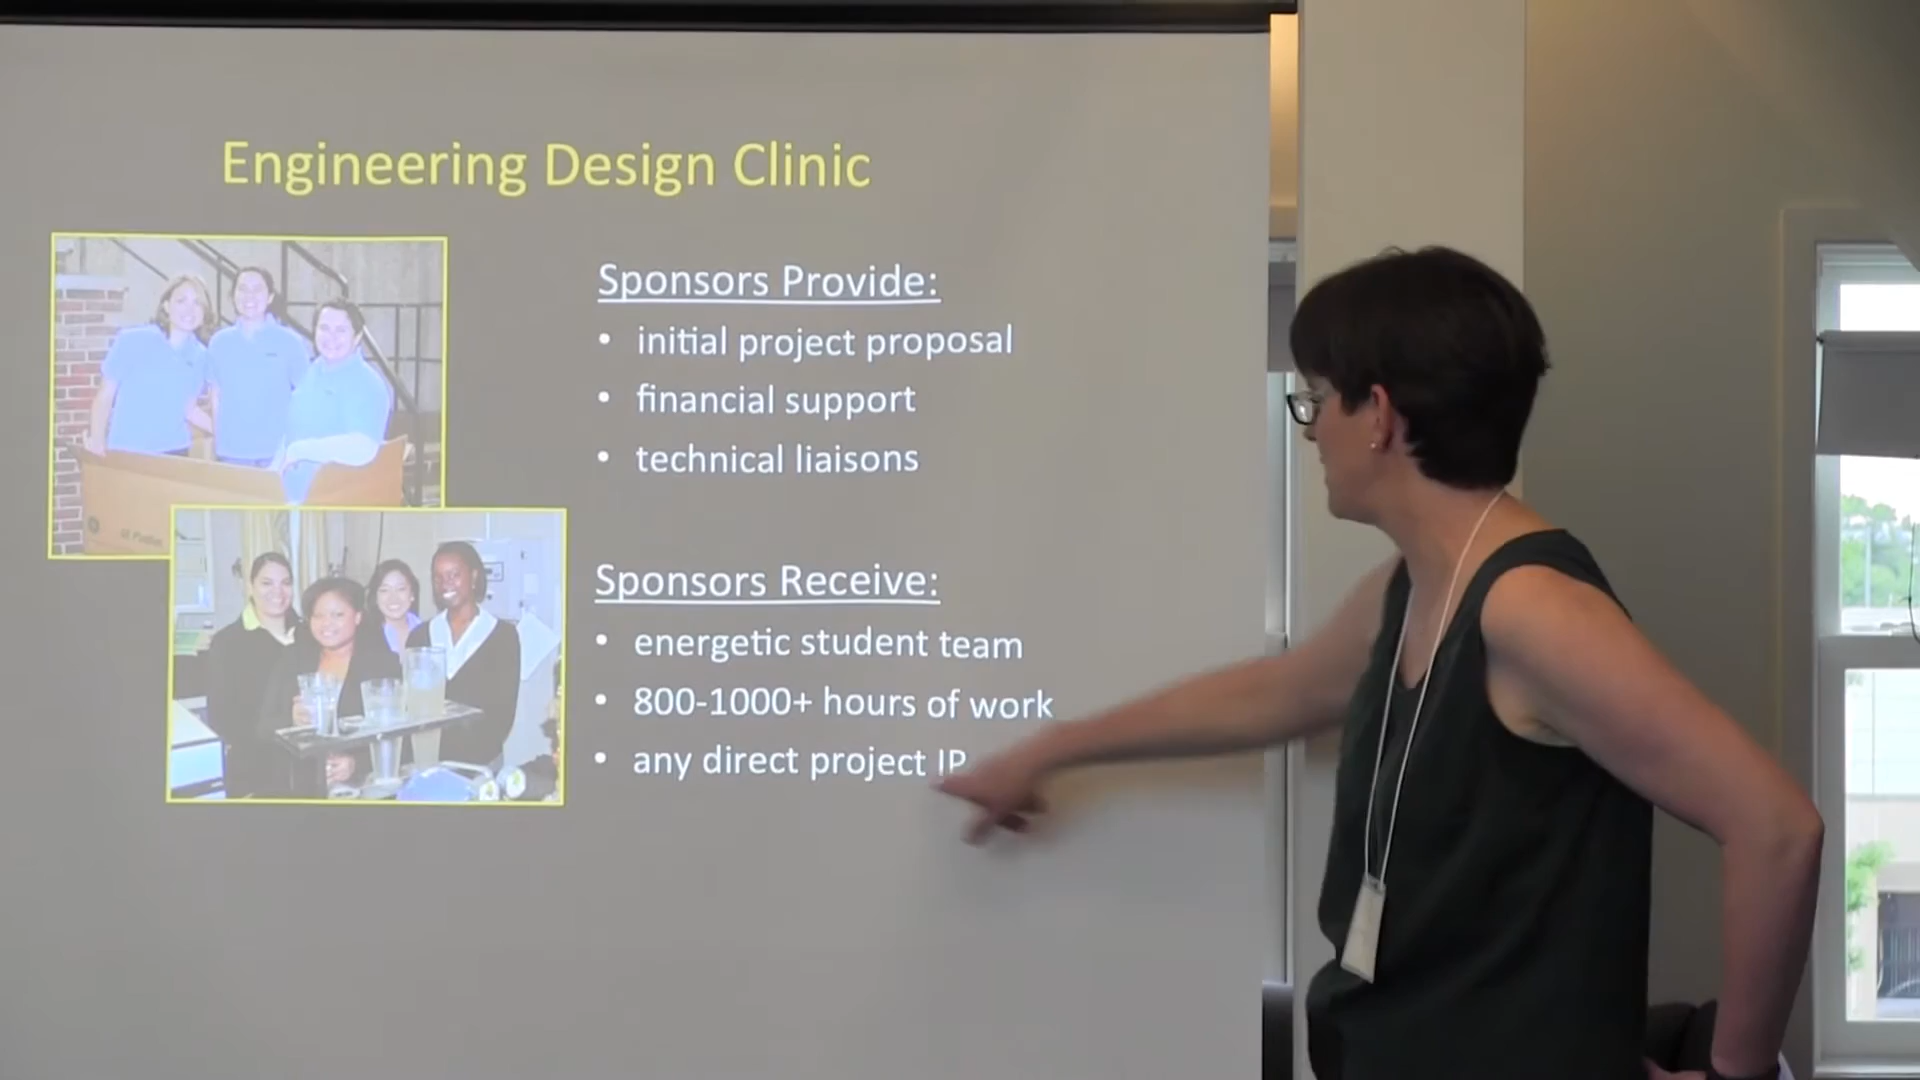 Engineering Design Clinic
Sponsors Provide:
• initial project proposal
• financial support
• technical liaisons
Sponsors Receive:
• energetic student team
• 800-1000+ hours of work
• any direct project IP